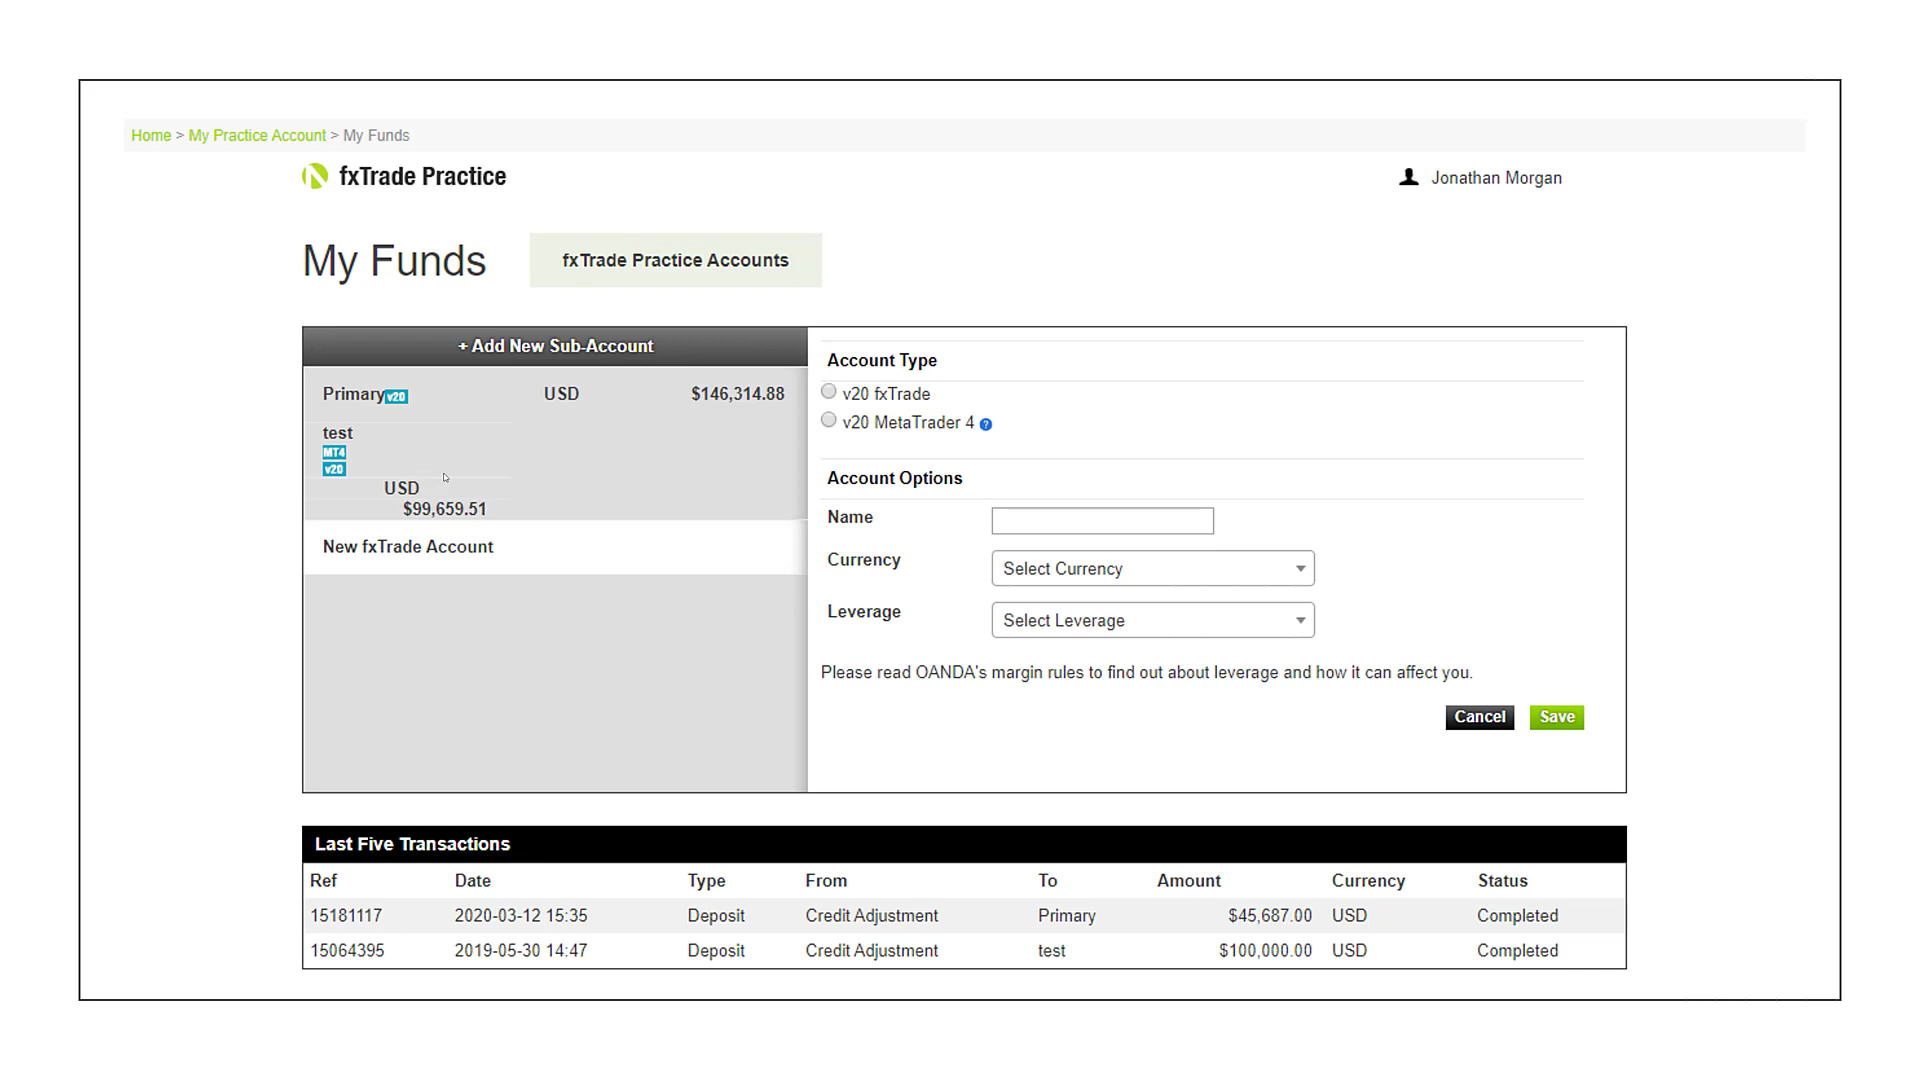 Home > My Practice Account > My Funds
fxTrade Practice
Jonathan Morgan
My Funds
fxTrade Practice Accounts
+ Add New Sub-Account
Primary v20 USD $146,314.88
test
MT4
v20
USD
$99,659.51
New fxTrade Account
Account Type
v20 fxTrade
v20 MetaTrader 4 ?
Account Options
Name
Currency Select Currency
Leverage Select Leverage
Please read OANDA's margin rules to find out about leverage and how it can affect you.
Cancel Save
Last Five Transactions
Ref Date Type From To Amount Currency Status
15181117 2020-03-12 15:35 Deposit Credit Adjustment Primary $45,687.00 USD Completed
15064395 2019-05-30 14:47 Deposit Credit Adjustment test $100,000.00 USD Completed